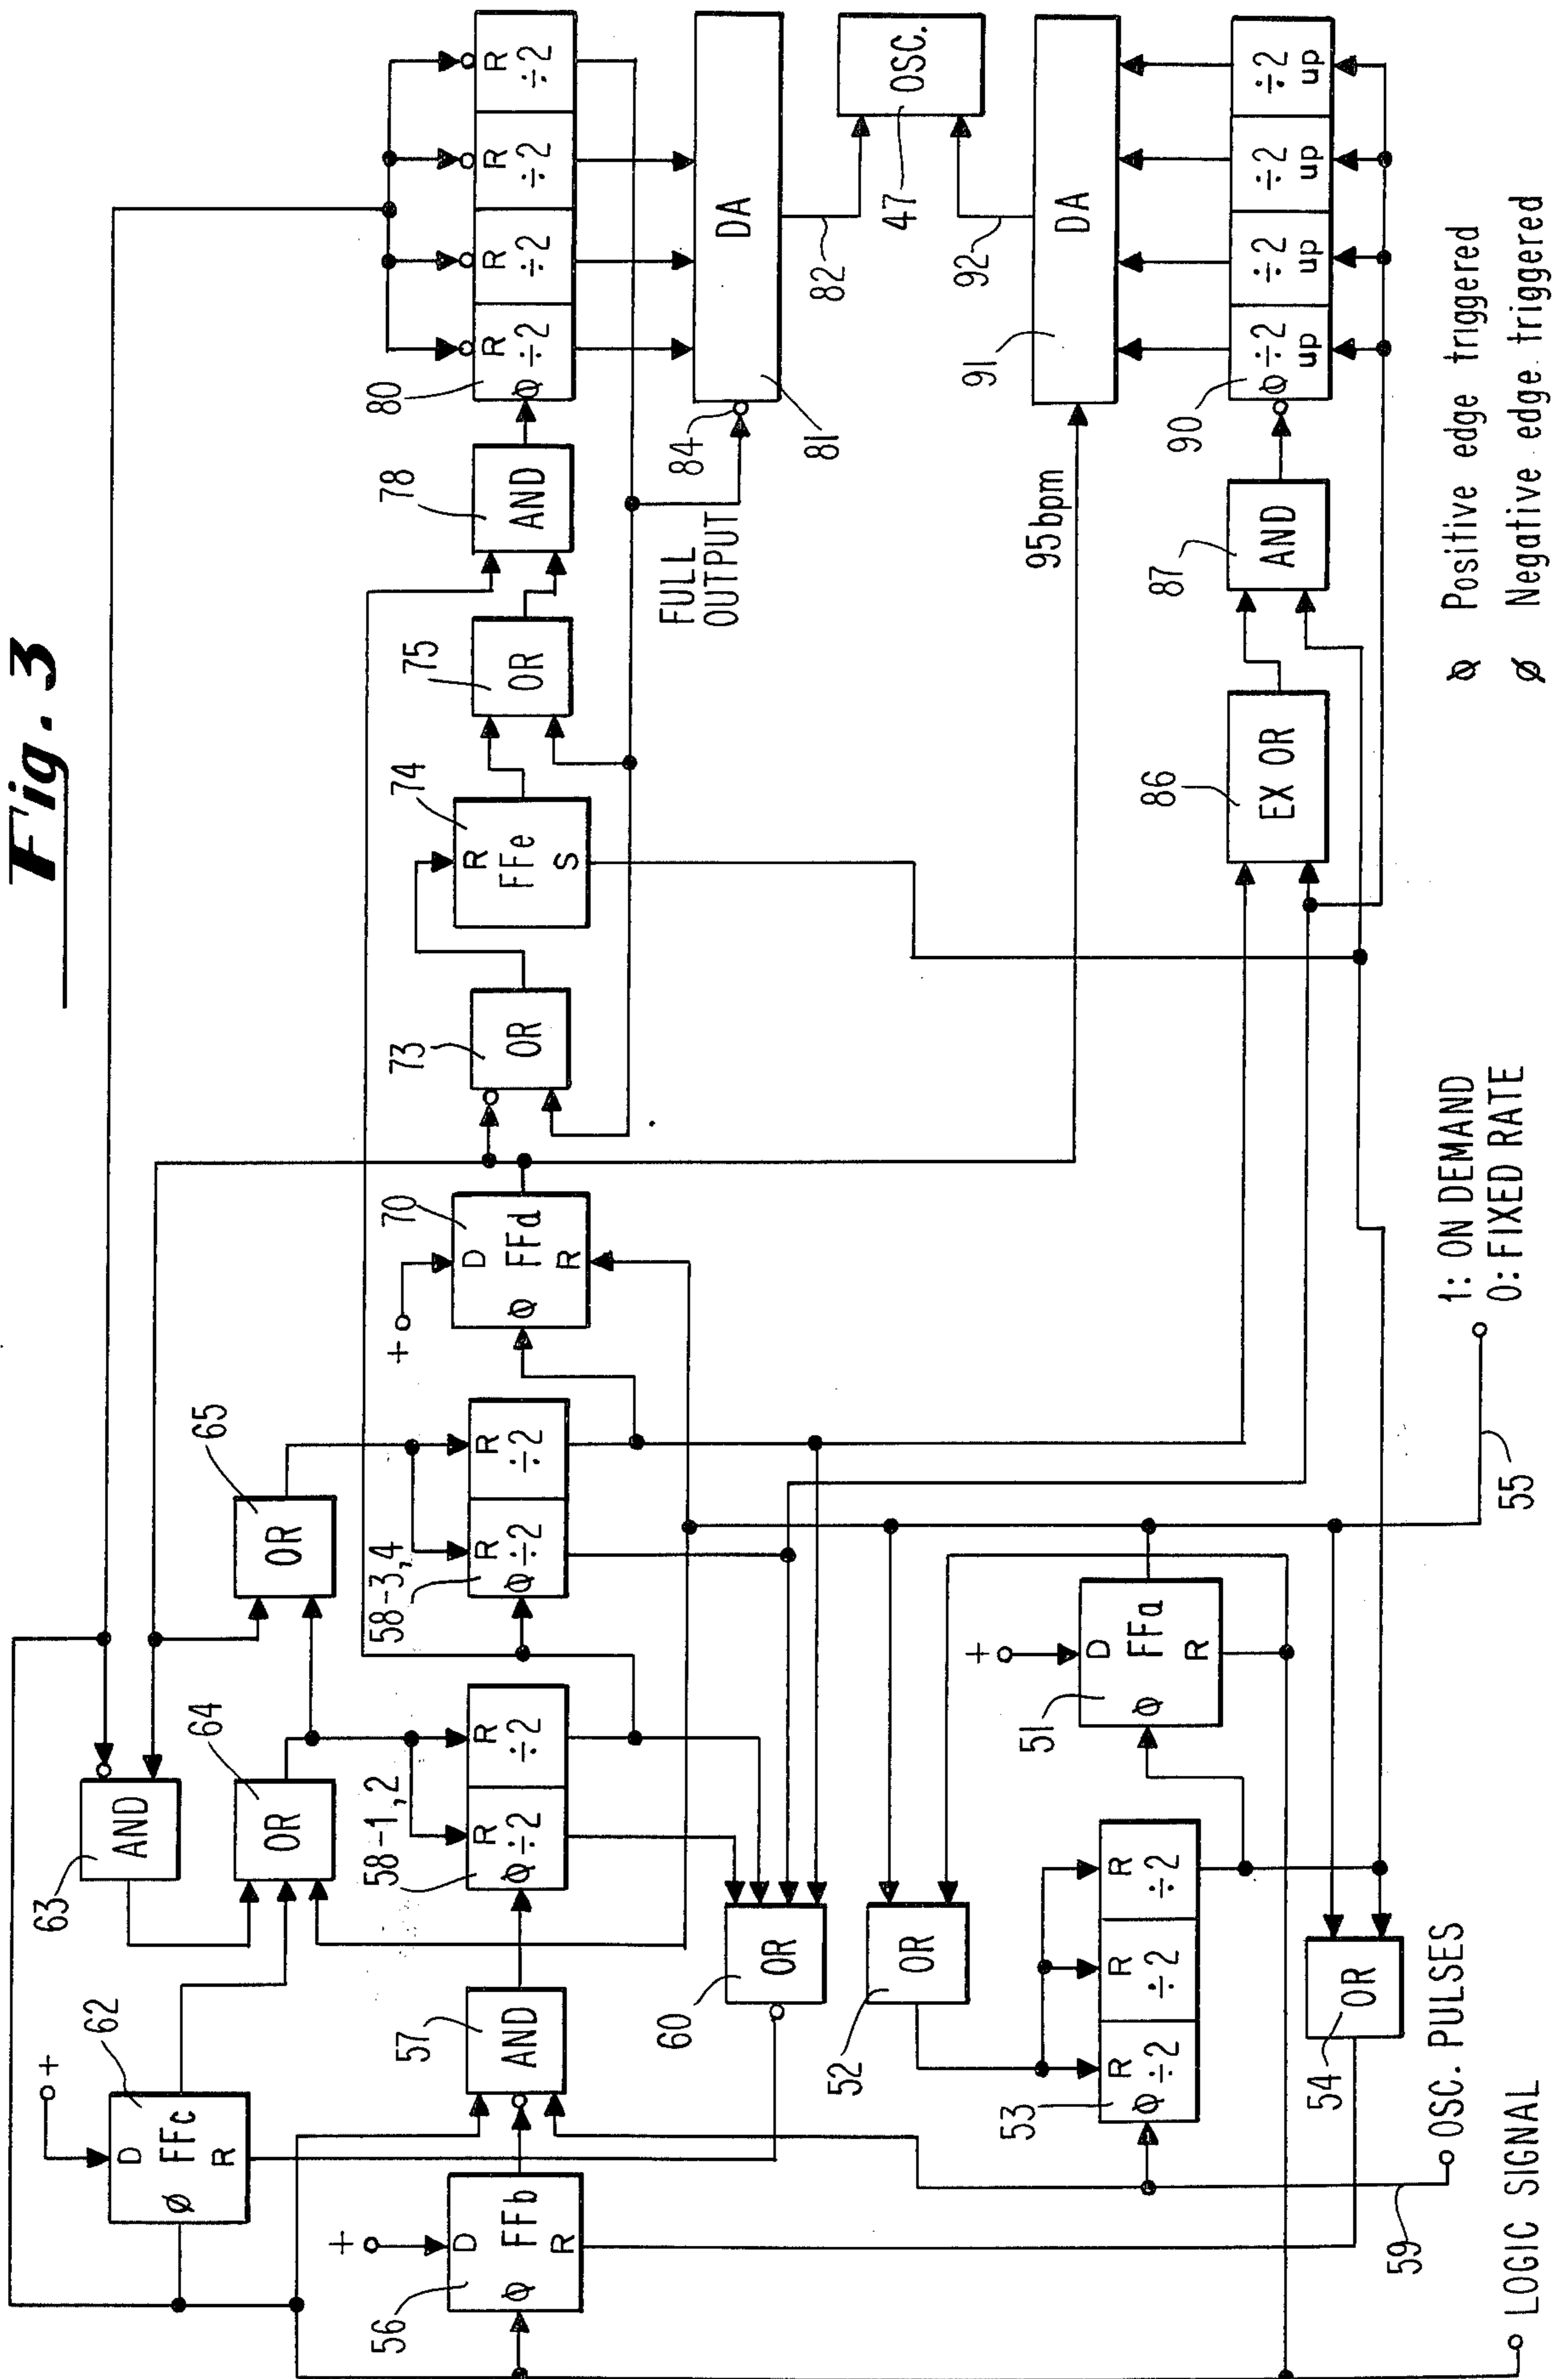 Fig. 3
62
D
FFc
Ø
R
+
63
AND
64
OR
65
OR
56
D
FFb
R
+
57
AND
58-1,2
R
÷2
R
÷2
58-3,4
R
÷2
R
÷2
70
D
FFd
R
+
73
OR
74
R
FFe
S
75
OR
78
AND
80
R
÷2
R
÷2
R
÷2
R
÷2
FULL
OUTPUT
84
81
DA
82
47
OSC.
92
91
DA
95bpm
90
÷2
up
÷2
up
÷2
up
÷2
up
87
AND
86
EX OR
60
OR
52
OR
53
R
÷2
R
÷2
R
÷2
51
D
FFa
R
+
54
OR
55
1: ON DEMAND
0: FIXED RATE
59
OSC. PULSES
LOGIC SIGNAL
Positive edge triggered
Ø Negative edge triggered